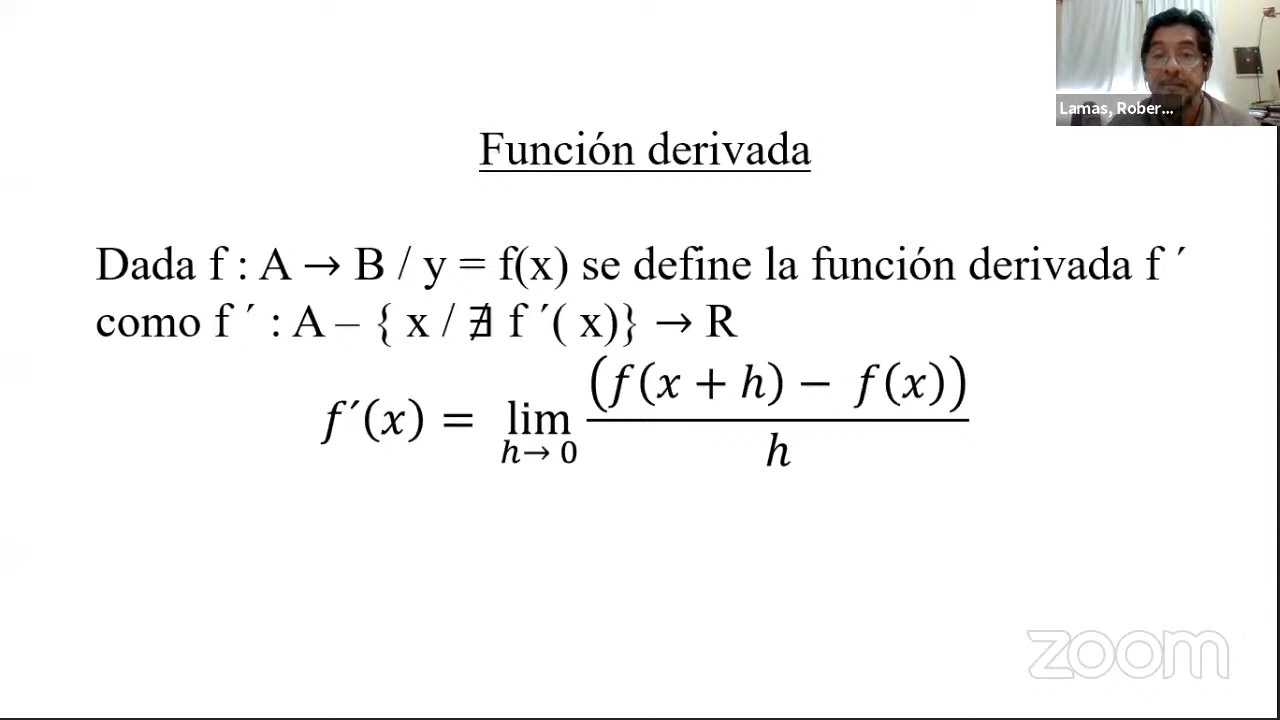 Lamas, Rober...
Función derivada
Dada f : A → B / y = f(x) se define la función derivada f ´
como f ´ : A – { x / ∄ f ´( x)} → R
f´(x) = lim h→ 0 (f(x + h) − f(x)) / h
zoom